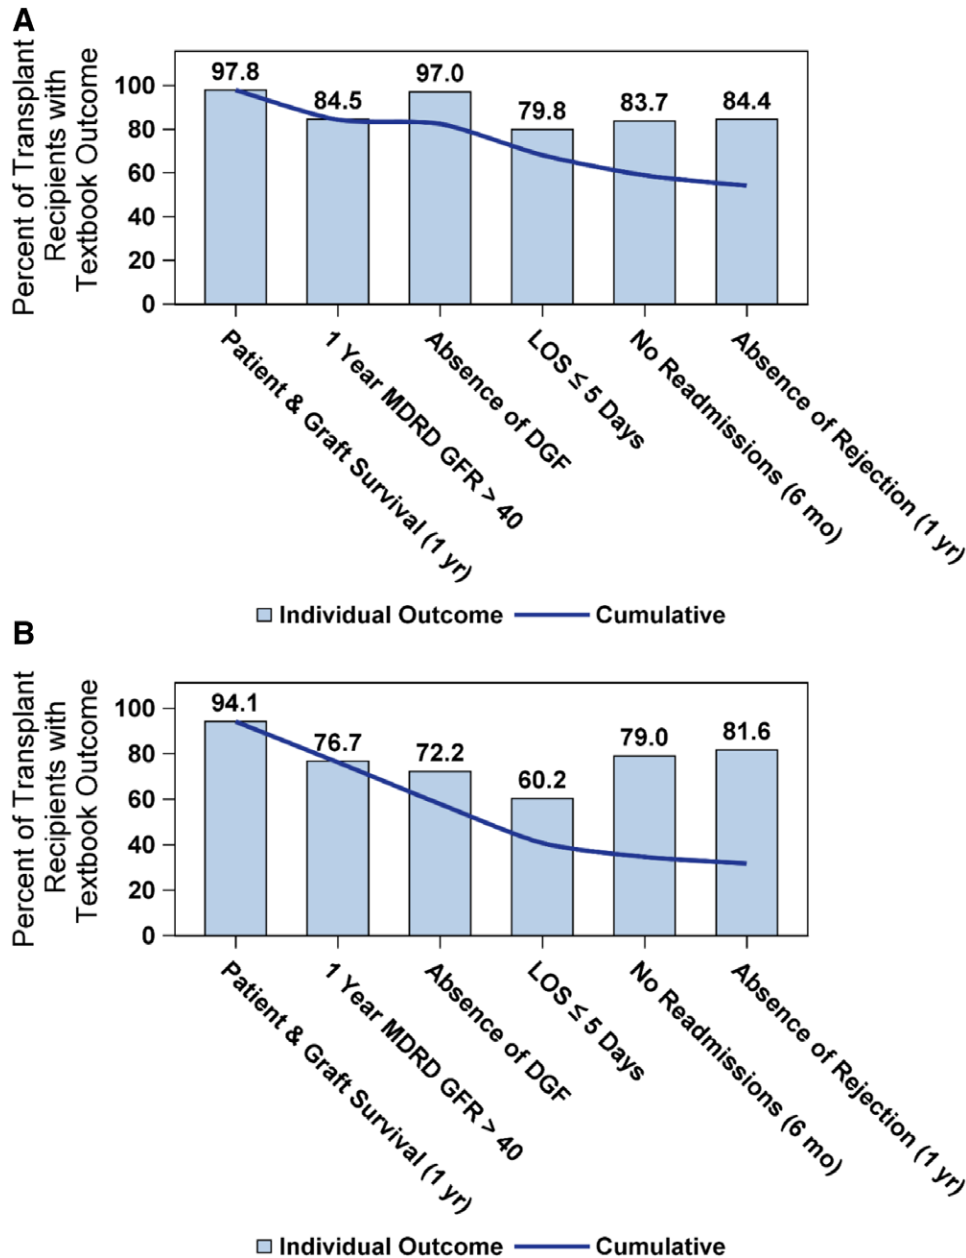 A
Percent of Transplant
Recipients with
Textbook Outcome
100
80
60
40
20
0
97.8
84.5
97.0
79.8
83.7
84.4
Patient & Graft Survival (1 yr)
1 Year MDRD GFR > 40
Absence of DGF
LOS ≤ 5 Days
No Readmissions (6 mo)
Absence of Rejection (1 yr)
Individual Outcome
Cumulative
B
Percent of Transplant
Recipients with
Textbook Outcome
100
80
60
40
20
0
94.1
76.7
72.2
60.2
79.0
81.6
Patient & Graft Survival (1 yr)
1 Year MDRD GFR > 40
Absence of DGF
LOS ≤ 5 Days
No Readmissions (6 mo)
Absence of Rejection (1 yr)
Individual Outcome
Cumulative